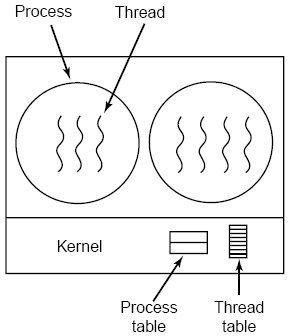 Process
Thread
Kernel
Process
table
Thread
table